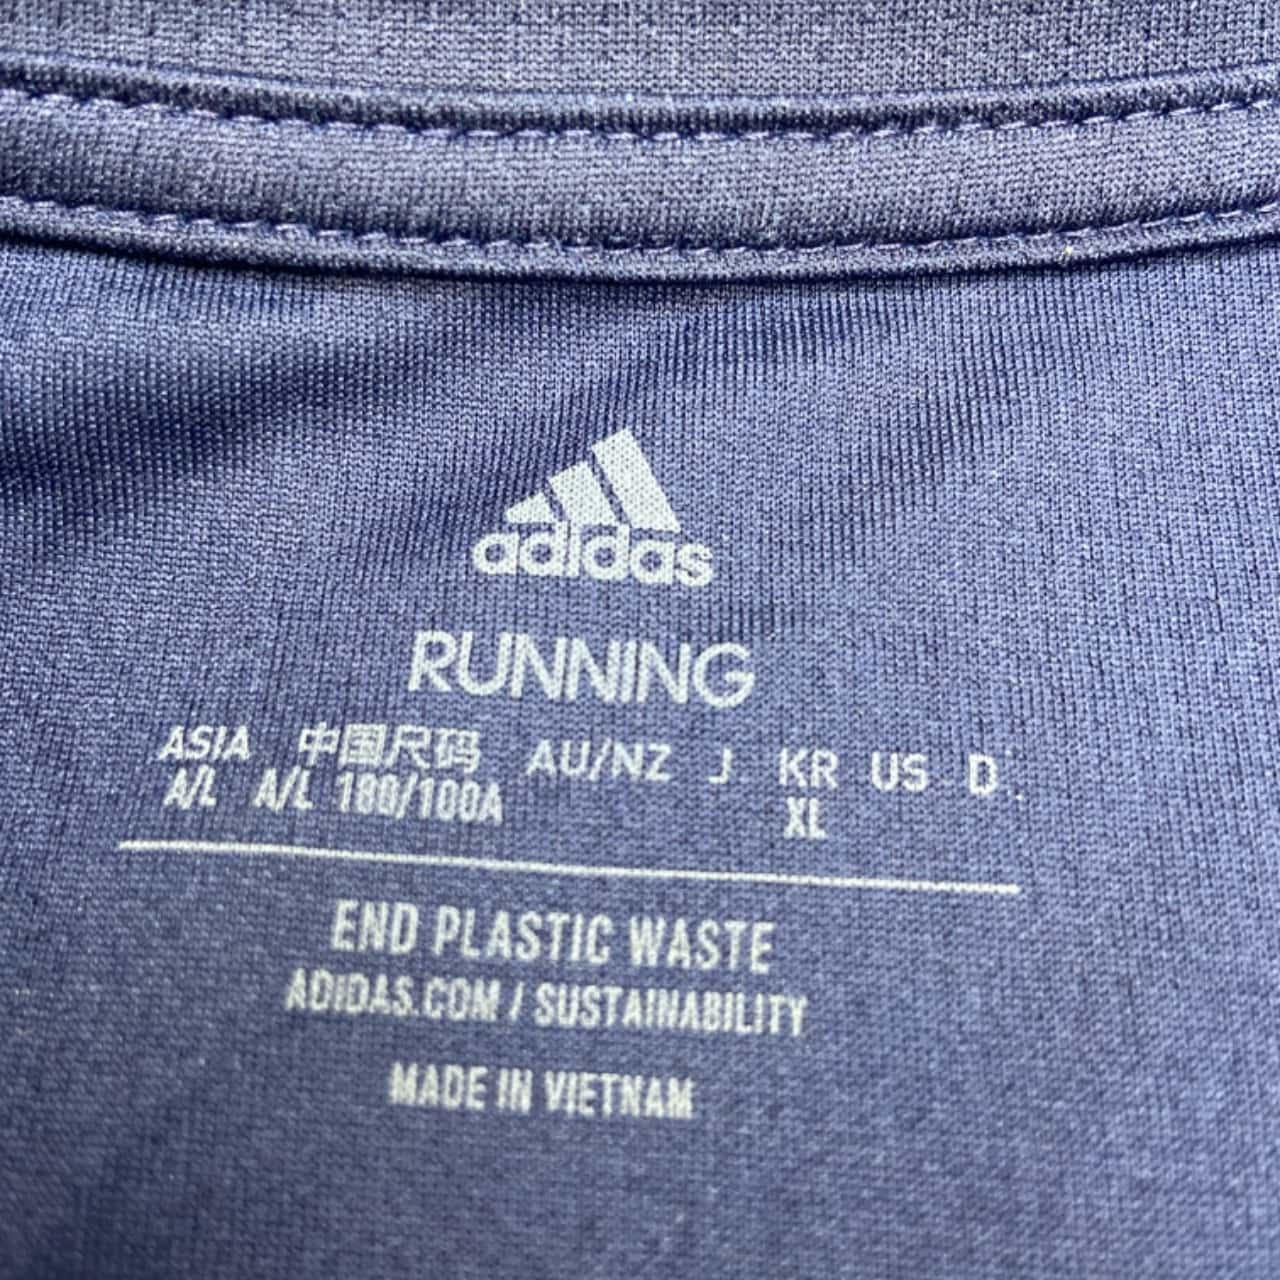 adidas
RUNNING
ASIA 中国尺码 AU/NZ J KR US D
A/L A/L 180/100A XL
END PLASTIC WASTE
ADIDAS.COM / SUSTAINABILITY
MADE IN VIETNAM